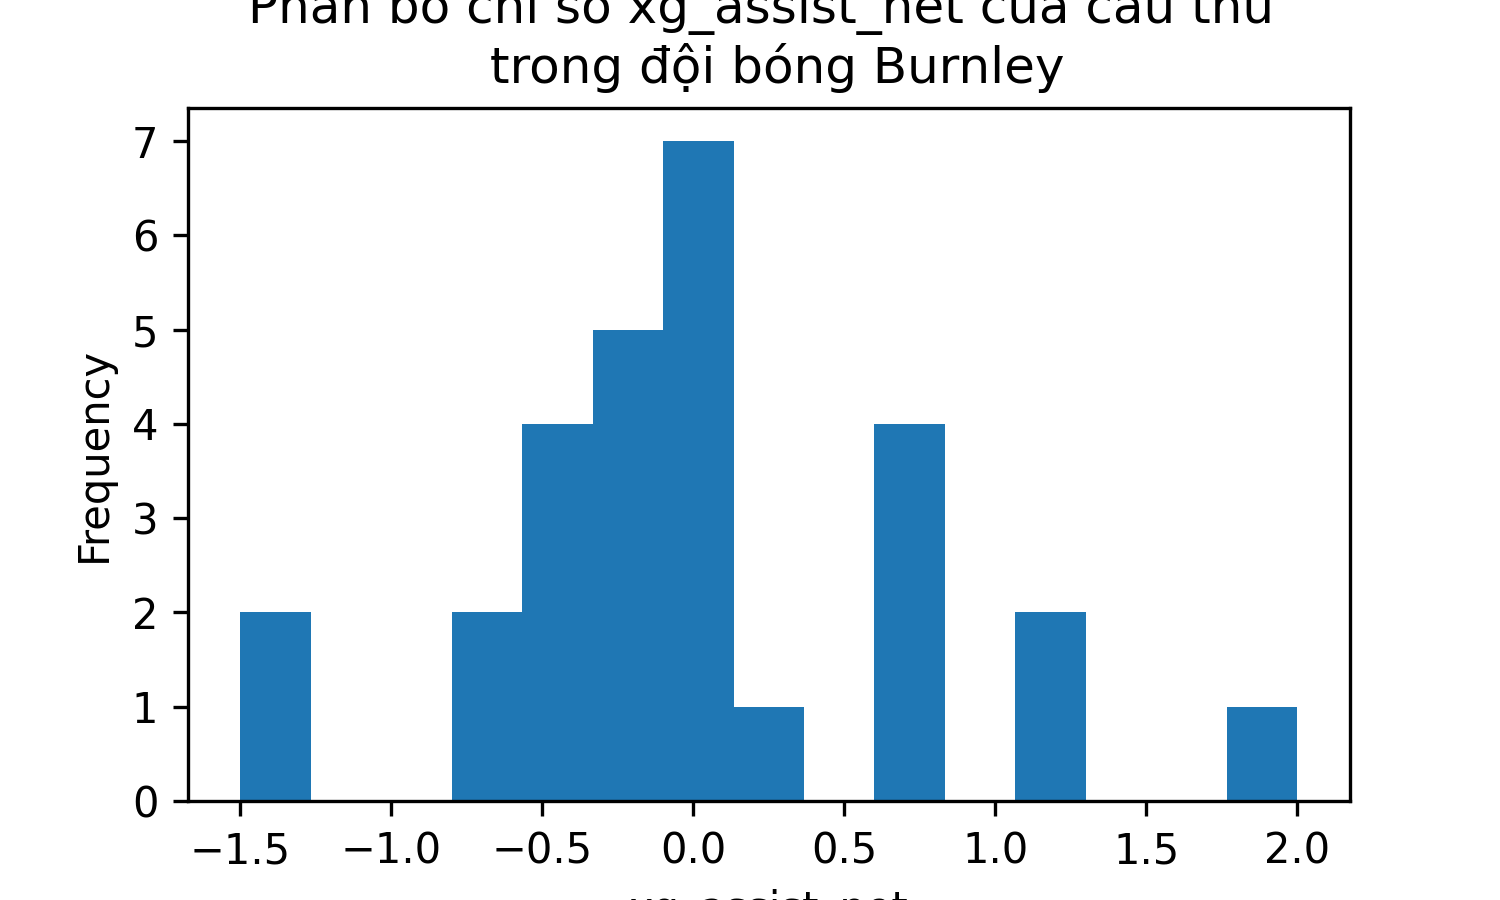 Phân bố chỉ số xg_assist_net của cầu thủ
trong đội bóng Burnley
7
6
5
4
3
2
1
0
Frequency
−1.5 −1.0 −0.5 0.0 0.5 1.0 1.5 2.0
xg_assist_net